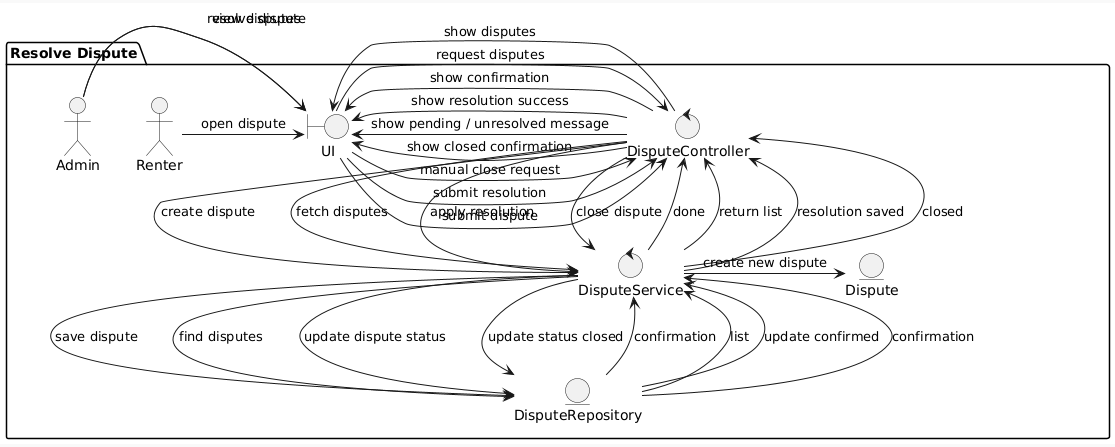 view disputes
resolve dispute
Resolve Dispute
show disputes
request disputes
show confirmation
show resolution success
open dispute
show pending / unresolved message
Admin
Renter
UI
show closed confirmation
DisputeController
manual close request
submit resolution
create dispute
fetch disputes
apply resolution
submit dispute
close dispute
done
return list
resolution saved
closed
create new dispute
DisputeService
Dispute
save dispute
find disputes
update dispute status
update status closed
confirmation
list
update confirmed
confirmation
DisputeRepository